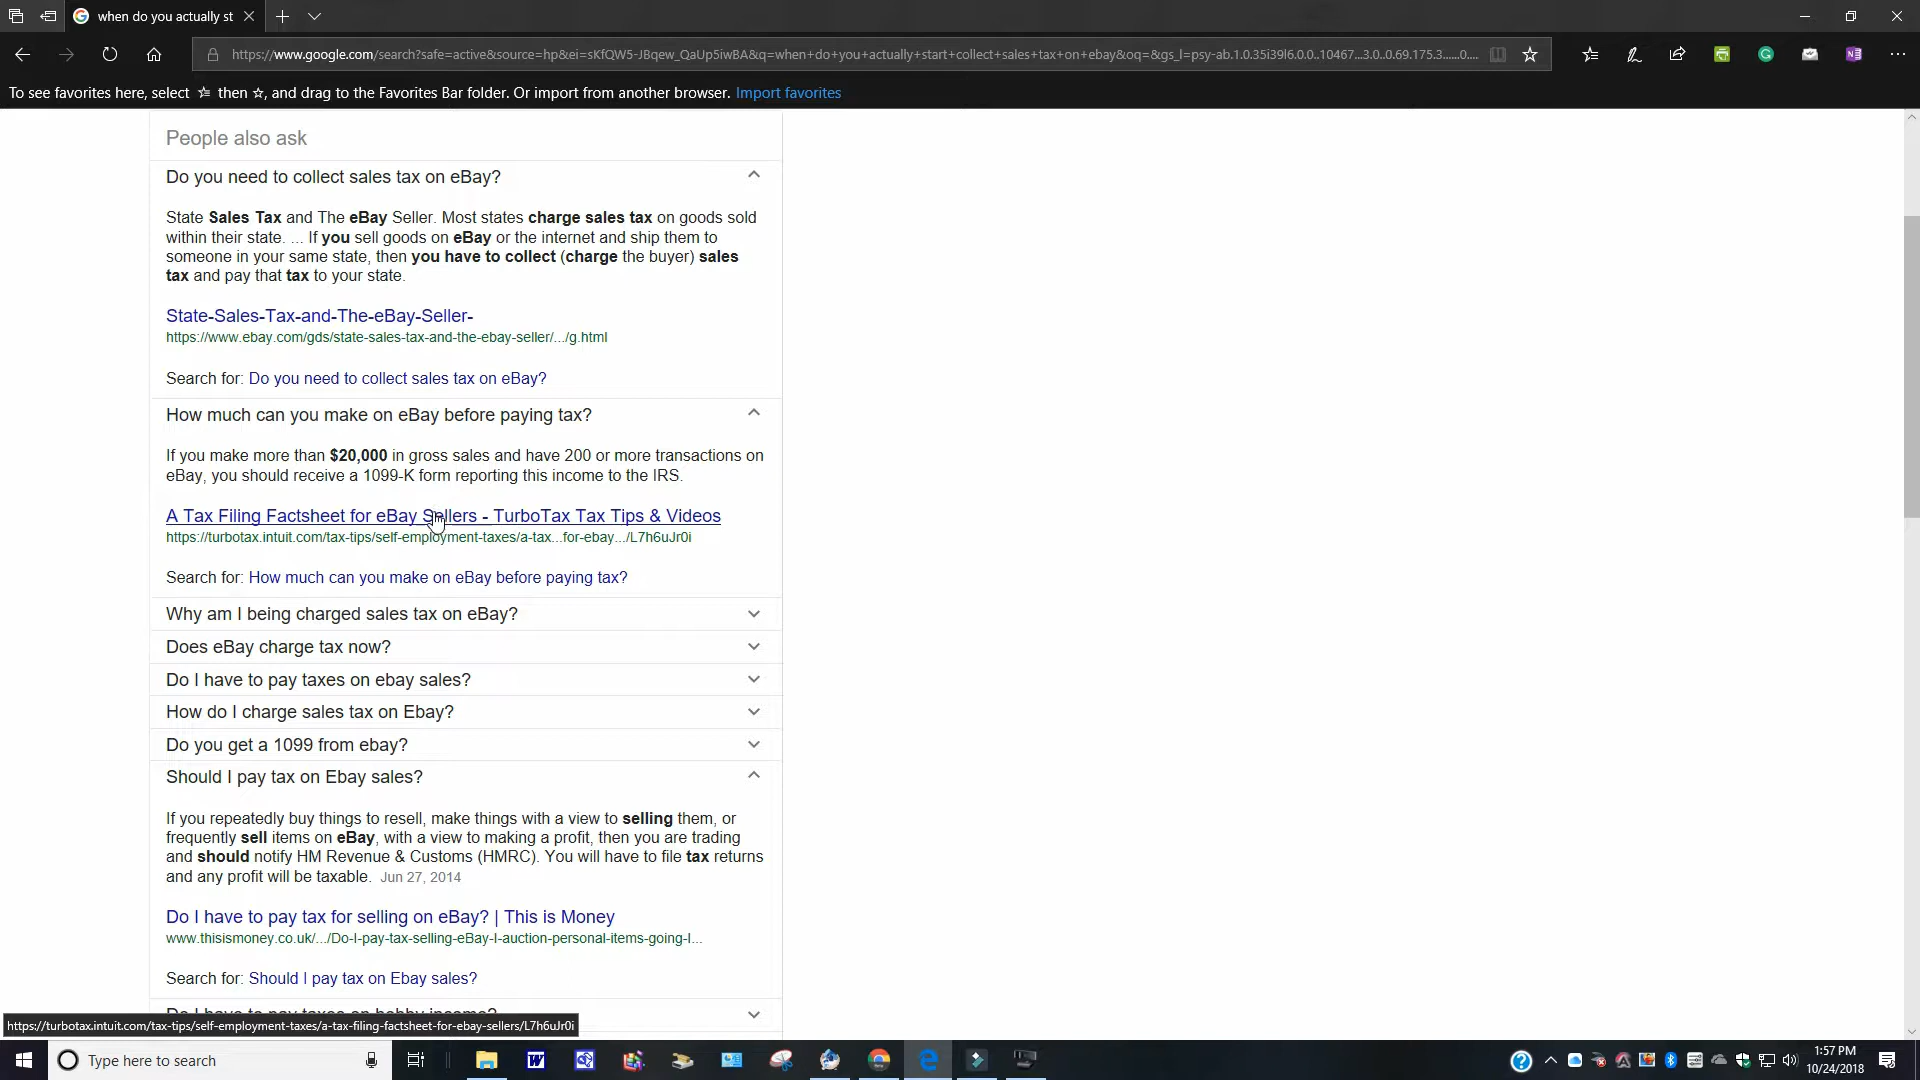 when do you actually st
https://www.google.com/search?safe=active&source=hp&ei=sKfQW5-JBqew_QaUp5iwBA&q=when+do+you+actually+start+collect+sales+tax+on+ebay&oq=&gs_l=psy-ab.1.0.35i39l6.0.0..10467...3.0..0.69.175.3......0....
To see favorites here, select then , and drag to the Favorites Bar folder. Or import from another browser. Import favorites
People also ask
Do you need to collect sales tax on eBay?
State Sales Tax and The eBay Seller. Most states charge sales tax on goods sold
within their state. ... If you sell goods on eBay or the internet and ship them to
someone in your same state, then you have to collect (charge the buyer) sales
tax and pay that tax to your state.
State-Sales-Tax-and-The-eBay-Seller-
https://www.ebay.com/gds/state-sales-tax-and-the-ebay-seller/.../g.html
Search for: Do you need to collect sales tax on eBay?
How much can you make on eBay before paying tax?
If you make more than $20,000 in gross sales and have 200 or more transactions on
eBay, you should receive a 1099-K form reporting this income to the IRS.
A Tax Filing Factsheet for eBay Sellers - TurboTax Tax Tips & Videos
https://turbotax.intuit.com/tax-tips/self-employment-taxes/a-tax...for-ebay.../L7h6uJr0i
Search for: How much can you make on eBay before paying tax?
Why am I being charged sales tax on eBay?
Does eBay charge tax now?
Do I have to pay taxes on ebay sales?
How do I charge sales tax on Ebay?
Do you get a 1099 from ebay?
Should I pay tax on Ebay sales?
If you repeatedly buy things to resell, make things with a view to selling them, or
frequently sell items on eBay, with a view to making a profit, then you are trading
and should notify HM Revenue & Customs (HMRC). You will have to file tax returns
and any profit will be taxable. Jun 27, 2014
Do I have to pay tax for selling on eBay? | This is Money
www.thisismoney.co.uk/.../Do-I-pay-tax-selling-eBay-I-auction-personal-items-going-I...
Search for: Should I pay tax on Ebay sales?
Do I have to pay taxes on hobby income?
https://turbotax.intuit.com/tax-tips/self-employment-taxes/a-tax-filing-factsheet-for-ebay-sellers/L7h6uJr0i
Type here to search
1:57 PM
10/24/2018